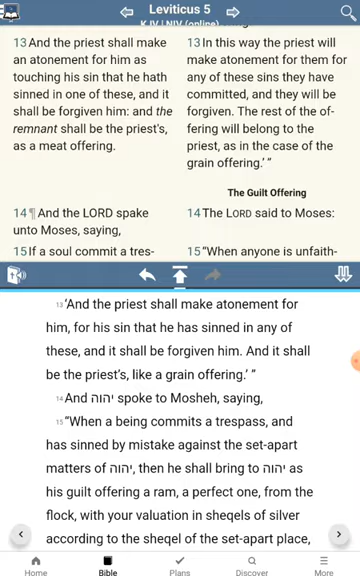 Leviticus 5
KJV | NIV (online)
13 And the priest shall make
an atonement for him as
touching his sin that he hath
sinned in one of these, and it
shall be forgiven him: and the
remnant shall be the priest's,
as a meat offering.
14 ¶ And the LORD spake
unto Moses, saying,
15 If a soul commit a tres-
13 In this way the priest will
make atonement for them for
any of these sins they have
committed, and they will be
forgiven. The rest of the of-
fering will belong to the
priest, as in the case of the
grain offering.’ ”
The Guilt Offering
14 The LORD said to Moses:
15 “When anyone is unfaith-
13 ‘And the priest shall make atonement for
him, for his sin that he has sinned in any of
these, and it shall be forgiven him. And it shall
be the priest’s, like a grain offering.’ ”
14 And יהוה spoke to Mosheh, saying,
15 “When a being commits a trespass, and
has sinned by mistake against the set-apart
matters of יהוה, then he shall bring to יהוה as
his guilt offering a ram, a perfect one, from the
flock, with your valuation in sheqels of silver
according to the sheqel of the set-apart place,
Home
Bible
Plans
Discover
More